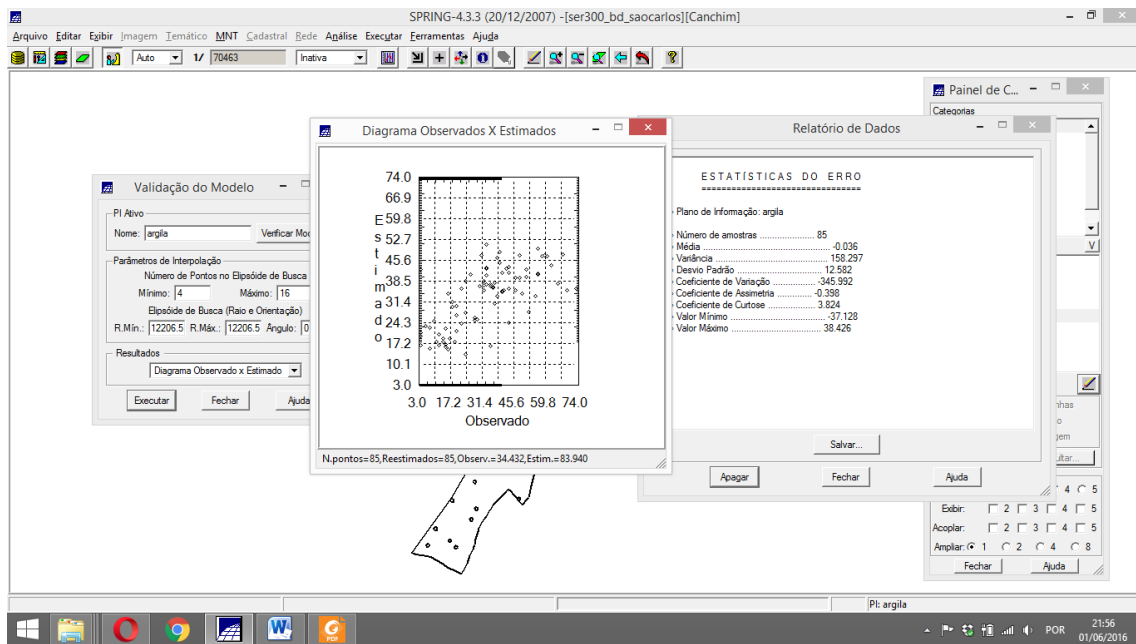 SPRING-4.3.3 (20/12/2007) -[ser300_bd_saocarlos][Canchim]
Arquivo Editar Exibir Imagem Temático MNT Cadastral Rede Análise Executar Ferramentas Ajuda
Auto 1/ 70463 Inativa
Painel de C...
Categorias
V
Diagrama Observados X Estimados
74.0
66.9
59.8
52.7
45.6
38.5
31.4
24.3
17.2
10.1
3.0
Estimado
3.0 17.2 31.4 45.6 59.8 74.0
Observado
N.pontos=85,Reestimados=85,Observ.=34.432,Estim.=83.940
Relatório de Dados
ESTATÍSTICAS DO ERRO
================================
Plano de Informação: argila
Número de amostras ...................... 85
Média ................................................ -0.036
Variância .............................................. 158.297
Desvio Padrão ................................. 12.582
Coeficiente de Variação ................. -345.992
Coeficiente de Assimetria .............. -0.398
Coeficiente de Curtose .................. 3.824
Valor Mínimo .................................... -37.128
Valor Máximo ................................... 38.426
Salvar...
Apagar Fechar Ajuda
Validação do Modelo
PI Ativo
Nome: argila Verificar Mod
Parâmetros de Interpolação
Número de Pontos no Elipsóide de Busca
Mínimo: 4 Máximo: 16
Elipsóide de Busca (Raio e Orientação)
R.Mín.: 12206.5 R.Máx.: 12206.5 Angulo: 0
Resultados
Diagrama Observado x Estimado
Executar Fechar Ajuda
nhas
o
gem
ultar...
4 5
Exibir: 2 3 4 5
Acoplar: 2 3 4 5
Ampliar: 1 2 4 8
Fechar Ajuda
PI: argila
W
PDF
POR
21:56
01/06/2016